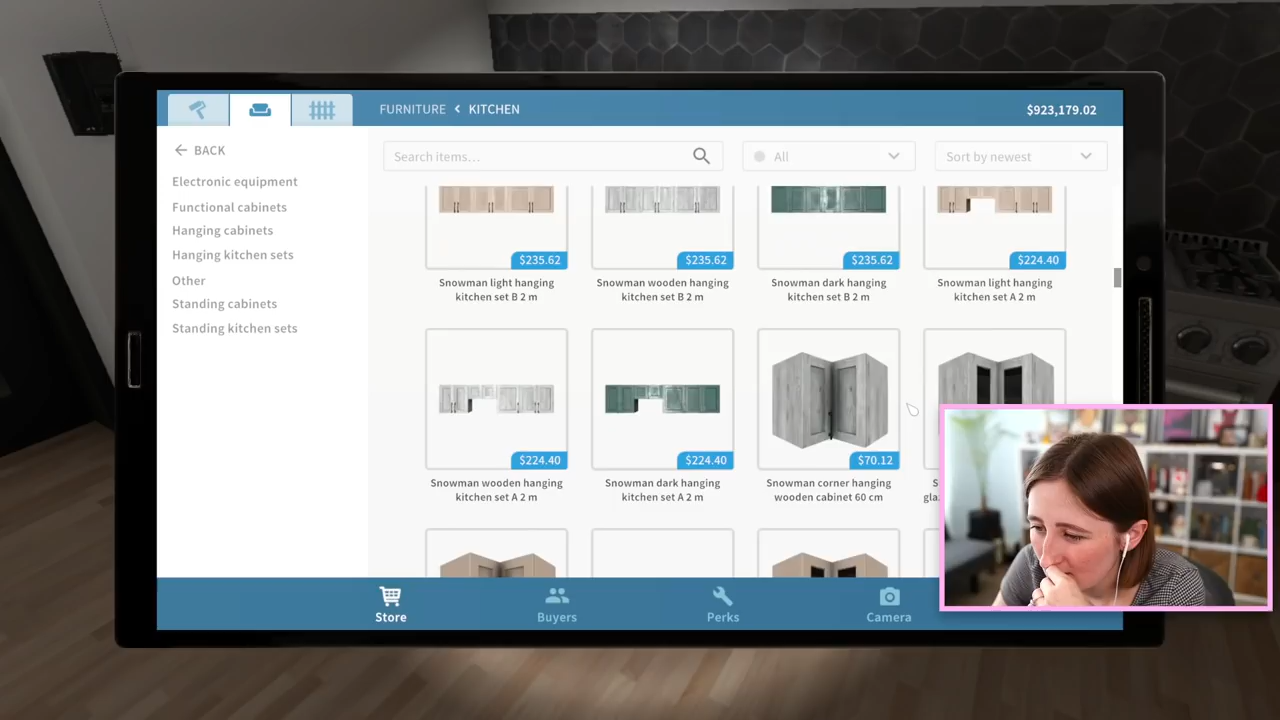 FURNITURE < KITCHEN
$923,179.02
BACK
Search items...
All
Sort by newest
Electronic equipment
Functional cabinets
Hanging cabinets
Hanging kitchen sets
Other
Standing cabinets
Standing kitchen sets
$235.62
$235.62
$235.62
$224.40
Snowman light hanging
kitchen set B 2 m
Snowman wooden hanging
kitchen set B 2 m
Snowman dark hanging
kitchen set B 2 m
Snowman light hanging
kitchen set A 2 m
$224.40
$224.40
$70.12
Snowman wooden hanging
kitchen set A 2 m
Snowman dark hanging
kitchen set A 2 m
Snowman corner hanging
wooden cabinet 60 cm
Store
Buyers
Perks
Camera